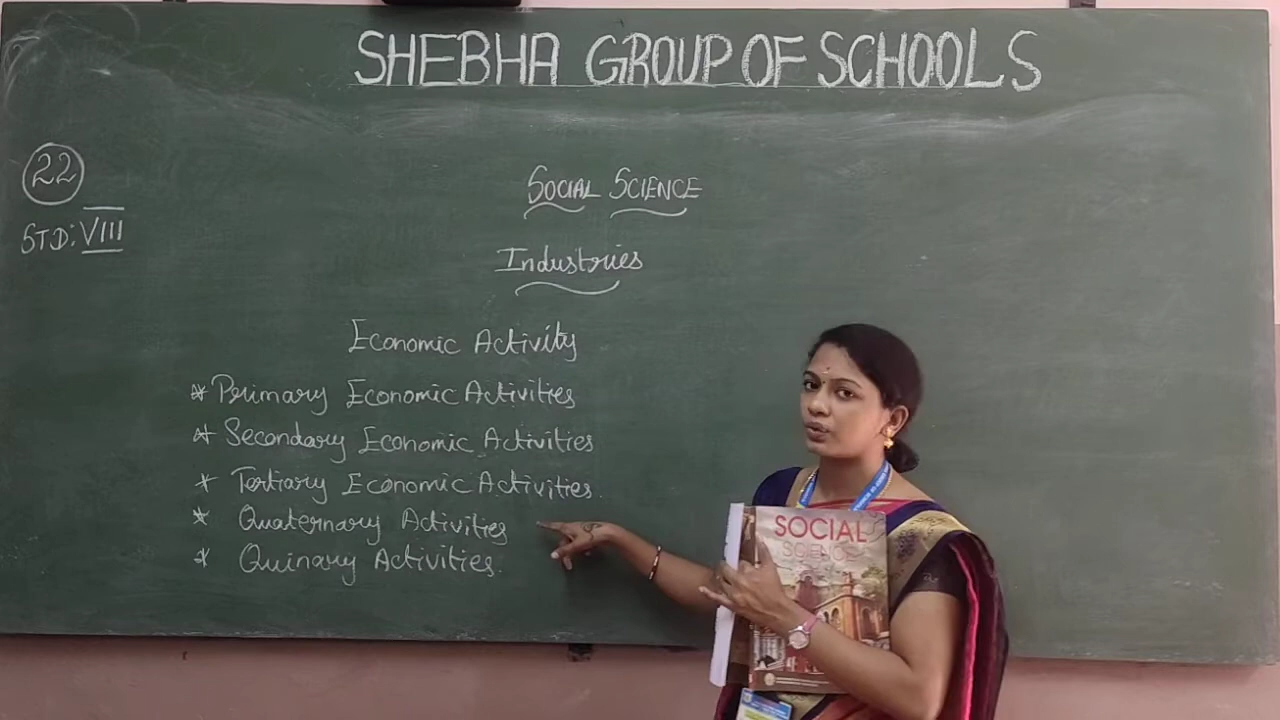 SHEBHA GROUP OF SCHOOLS
22
STD: VIII
SOCIAL SCIENCE
Industries
Economic Activity
* Primary Economic Activities
* Secondary Economic Activities
* Tertiary Economic Activities.
* Quaternary Activities
* Quinary Activities.
SOCIAL
SCIENCE